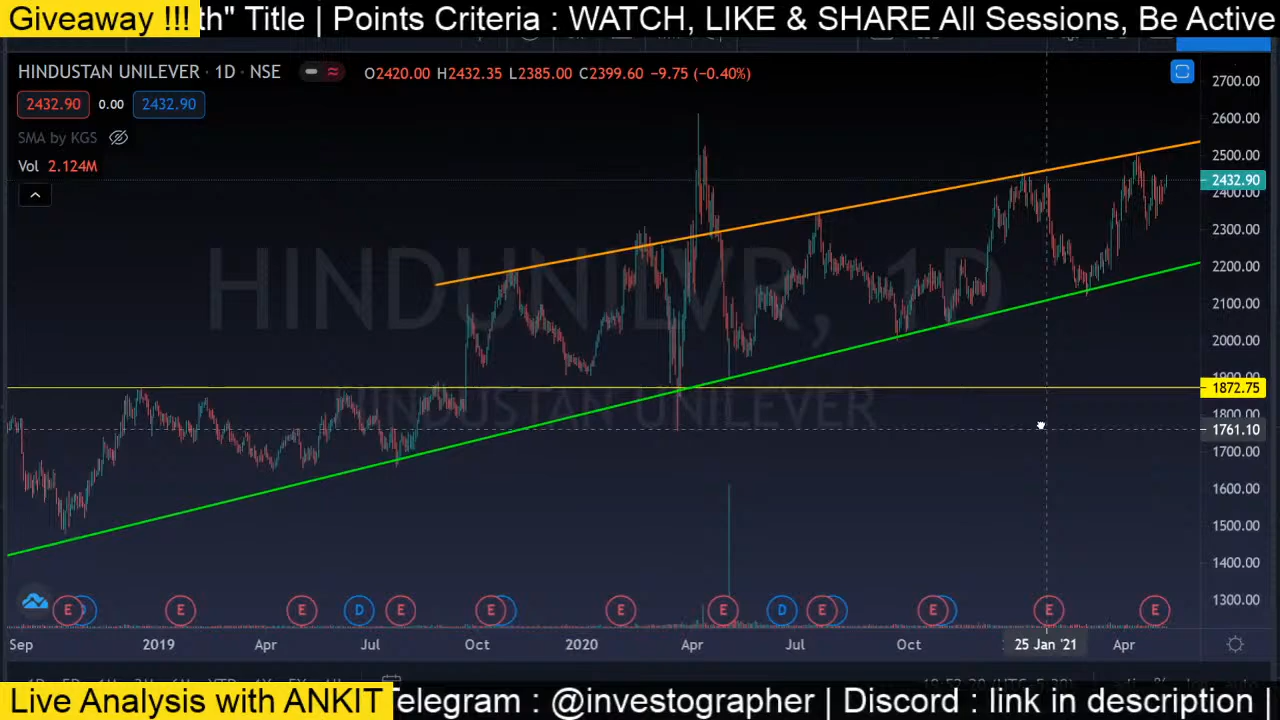 Giveaway !!! th" Title | Points Criteria : WATCH, LIKE & SHARE All Sessions, Be Active
HINDUSTAN UNILEVER · 1D · NSE O2420.00 H2432.35 L2385.00 C2399.60 −9.75 (−0.40%)
2432.90 0.00 2432.90
SMA by KGS
Vol 2.124M
HINDUNILVR, 1D
HINDUSTAN UNILEVER
2700.00
2600.00
2500.00
2432.90
2400.00
2300.00
2200.00
2100.00
2000.00
1900.00
1872.75
1800.00
1761.10
1700.00
1600.00
1500.00
1400.00
1300.00
E D E E D E E E E D E E E E
Sep 2019 Apr Jul Oct 2020 Apr Jul Oct 25 Jan '21 Apr
Live Analysis with ANKIT Telegram : @investographer | Discord : link in description |